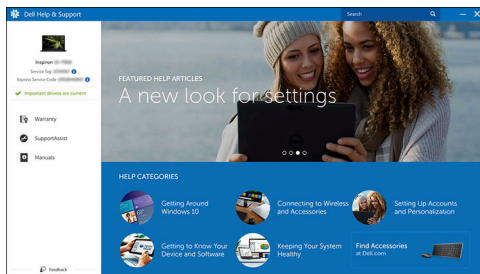 Dell Help & Support
Search
Inspiron
Service Tag
Express Service Code
Important drivers are current
Warranty
SupportAssist
Manuals
Feedback
FEATURED HELP ARTICLES
A new look for settings
HELP CATEGORIES
Getting Around
Windows 10
Connecting to Wireless
and Accessories
Setting Up Accounts
and Personalization
Getting to Know Your
Device and Software
Keeping Your System
Healthy
Find Accessories
at Dell.com